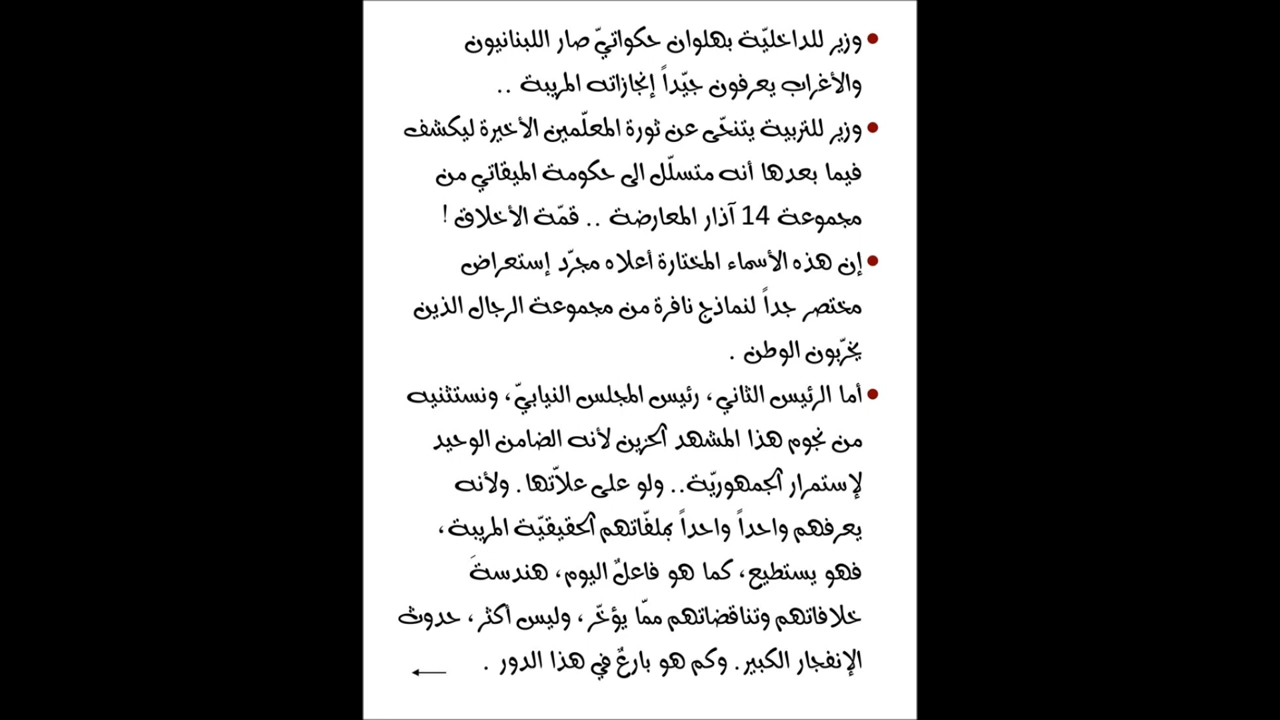 • وزير للداخليّة بهلوان حكواتيّ صار اللبنانيون
والأغراب يعرفون جيّداً إنجازاته المريبة ..
• وزير للتربية يتنحّى عن ثورة المعلّمين الأخيرة ليكشف
فيما بعدها أنه متسلّل الى حكومة الميقاتي من
مجموعة 14 آذار المعارضة .. قمّة الأخلاق !
• إن هذه الأسماء المختارة أعلاه مجرّد إستعراض
مختصر جداً لنماذج نافرة من مجموعة الرجال الذين
يخرّبون الوطن .
• أما الرئيس الثاني، رئيس المجلس النيابيّ، ونستثنيه
من نجوم هذا المشهد الحزين لأنه الضامن الوحيد
لإستمرار الجمهوريّة.. ولو على علاّتها. ولأنه
يعرفهم واحداً واحداً بملفّاتهم الحقيقيّة المريبة،
فهو يستطيع، كما هو فاعلٌ اليوم، هندسةَ
خلافاتهم وتناقضاتهم ممّا يؤخّر، وليس أكثر، حدوث
الإنفجار الكبير. وكم هو بارعٌ في هذا الدور .